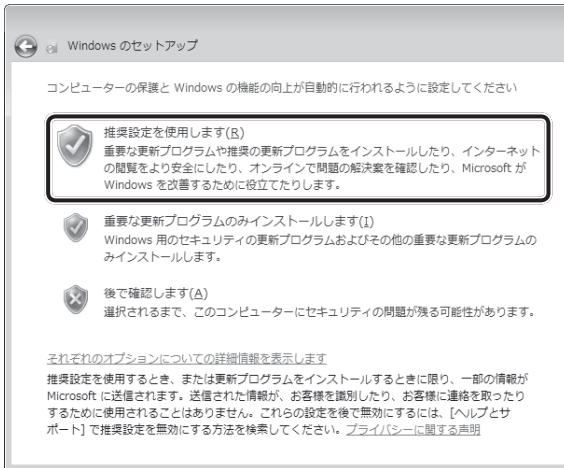 Windows のセットアップ
コンピューターの保護と Windows の機能の向上が自動的に行われるように設定してください
推奨設定を使用します(R)
重要な更新プログラムや推奨の更新プログラムをインストールしたり、インターネット
の閲覧をより安全にしたり、オンラインで問題の解決案を確認したり、Microsoft が
Windows を改善するために役立てたりします。
重要な更新プログラムのみインストールします(I)
Windows 用のセキュリティの更新プログラムおよびその他の重要な更新プログラムの
みインストールします。
後で確認します(A)
選択されるまで、このコンピューターにセキュリティの問題が残る可能性があります。
それぞれのオプションについての詳細情報を表示します
推奨設定を使用するとき、または更新プログラムをインストールするときに限り、一部の情報が
Microsoft に送信されます。送信された情報が、お客様を識別したり、お客様に連絡を取ったり
するために使用されることはありません。これらの設定を後で無効にするには、[ヘルプとサ
ポート] で推奨設定を無効にする方法を検索してください。プライバシーに関する声明